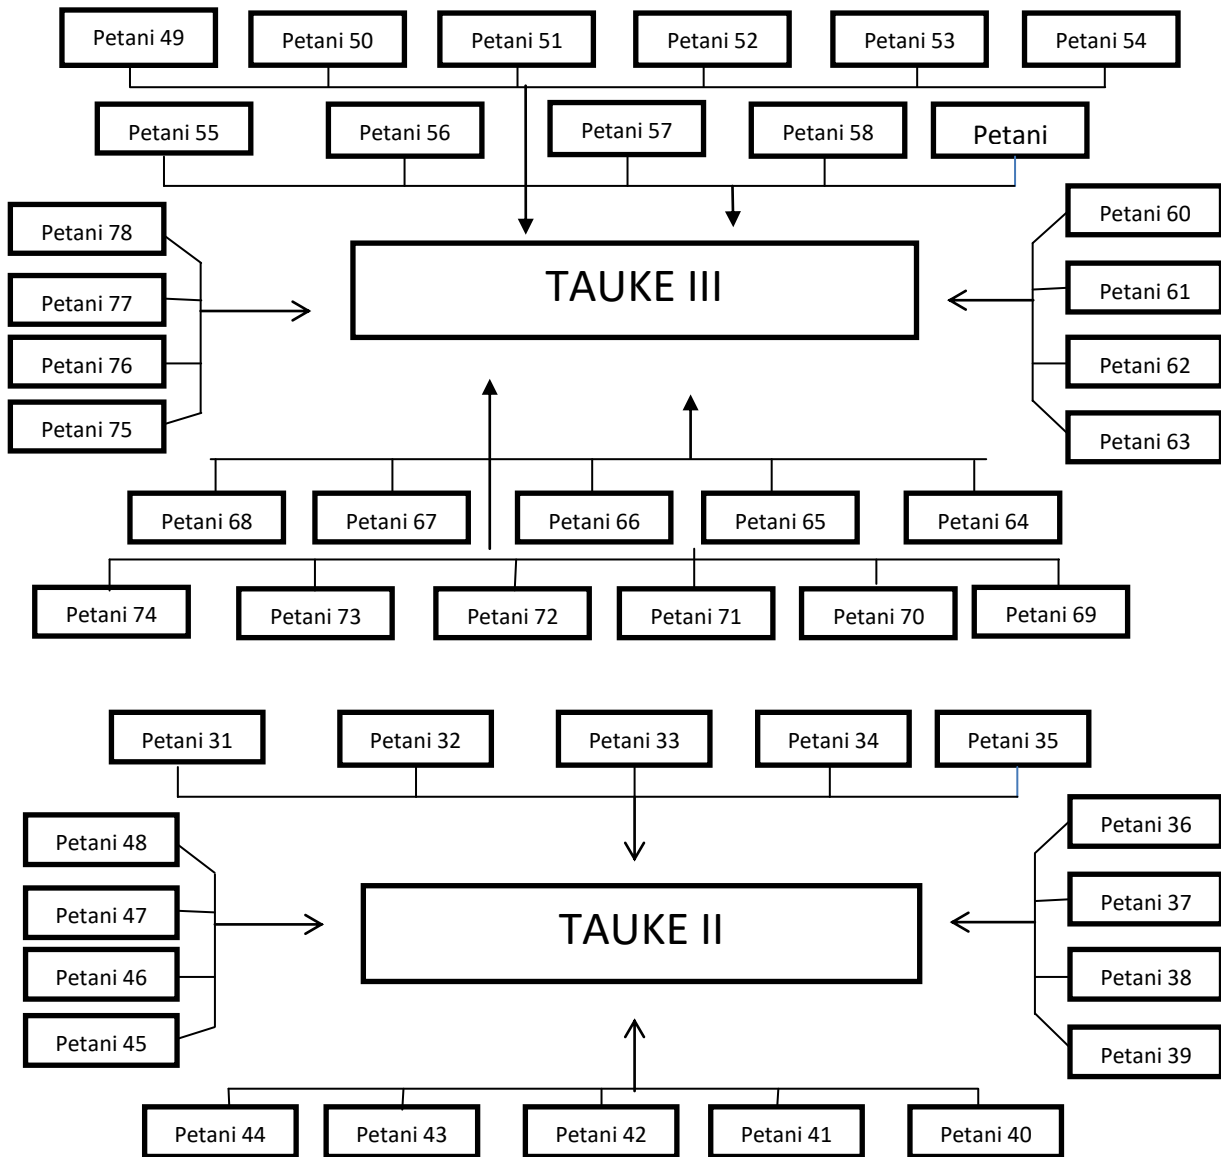 Petani 49
Petani 50
Petani 51
Petani 52
Petani 53
Petani 54
Petani 55
Petani 56
Petani 57
Petani 58
Petani
Petani 78
Petani 60
Petani 77
TAUKE III
Petani 61
Petani 76
Petani 62
Petani 75
Petani 63
Petani 68
Petani 67
Petani 66
Petani 65
Petani 64
Petani 74
Petani 73
Petani 72
Petani 71
Petani 70
Petani 69
Petani 31
Petani 32
Petani 33
Petani 34
Petani 35
Petani 48
Petani 36
Petani 47
TAUKE II
Petani 37
Petani 46
Petani 38
Petani 45
Petani 39
Petani 44
Petani 43
Petani 42
Petani 41
Petani 40